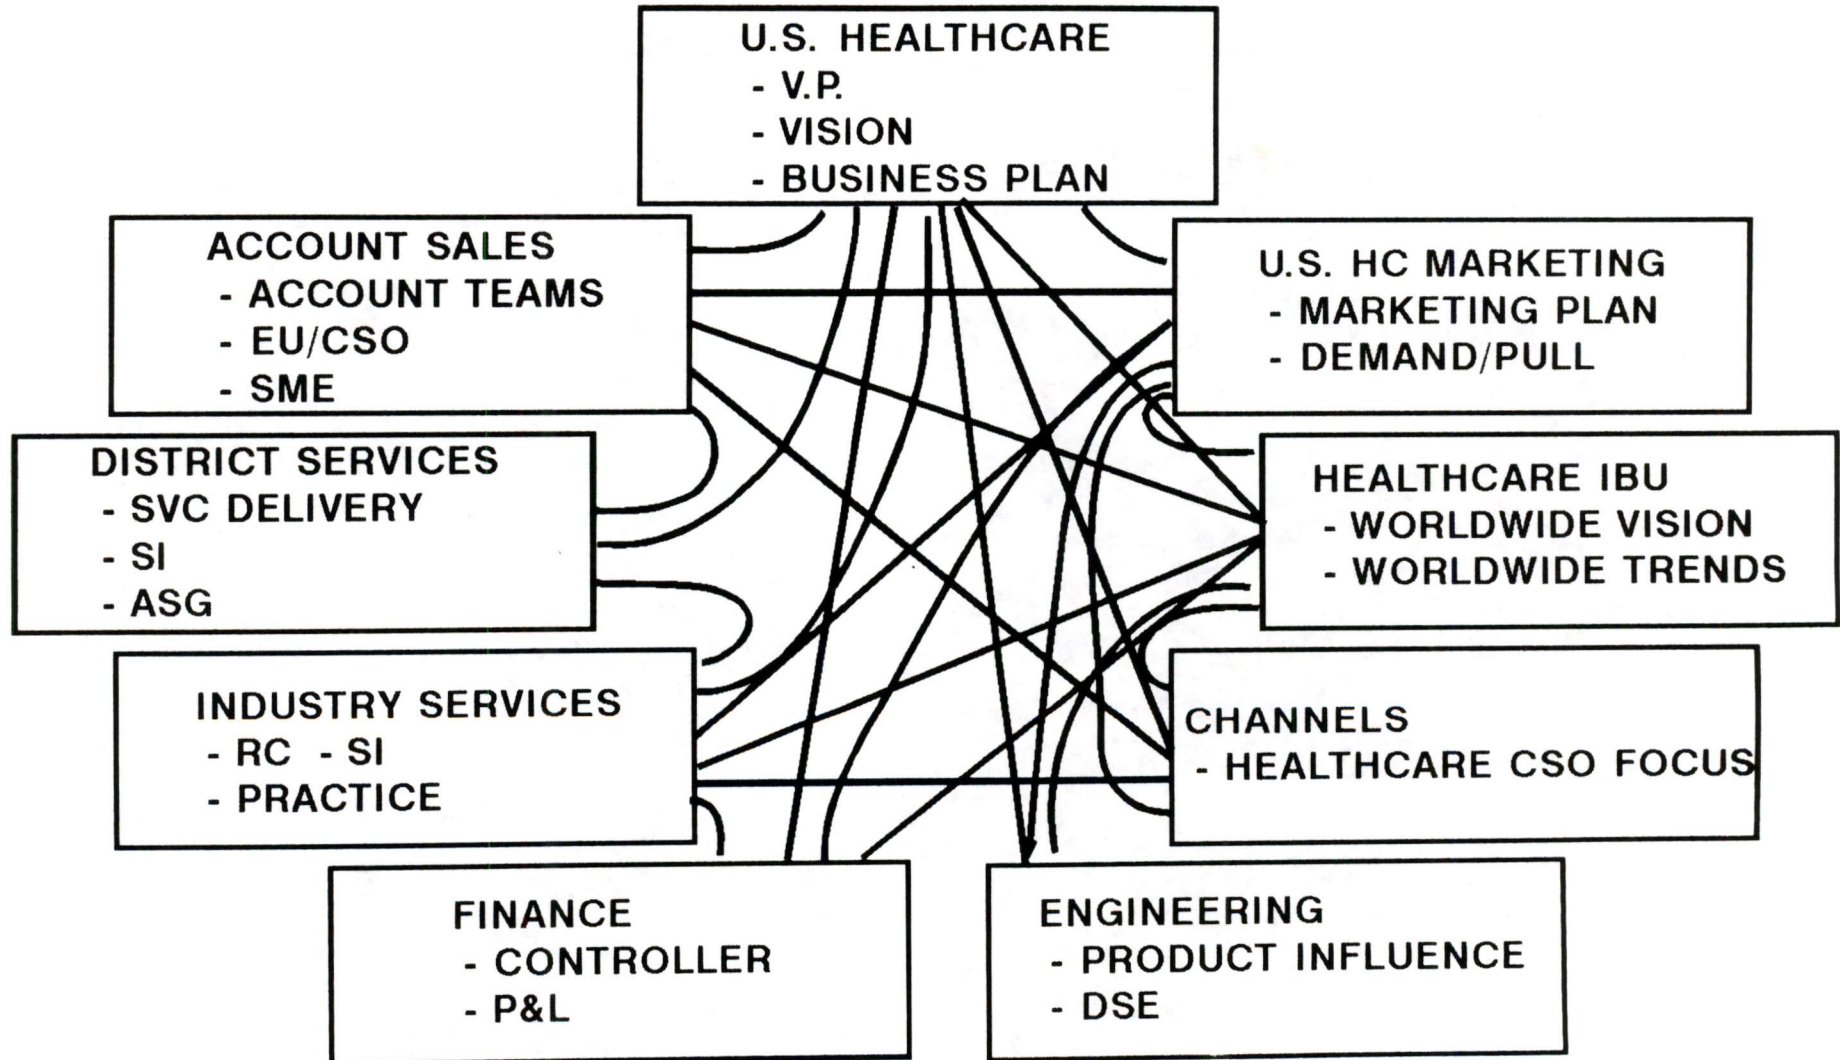 U.S. HEALTHCARE
- V.P.
- VISION
- BUSINESS PLAN
ACCOUNT SALES
- ACCOUNT TEAMS
- EU/CSO
- SME
U.S. HC MARKETING
- MARKETING PLAN
- DEMAND/PULL
DISTRICT SERVICES
- SVC DELIVERY
- SI
- ASG
HEALTHCARE IBU
- WORLDWIDE VISION
- WORLDWIDE TRENDS
INDUSTRY SERVICES
- RC - SI
- PRACTICE
CHANNELS
- HEALTHCARE CSO FOCUS
FINANCE
- CONTROLLER
- P&L
ENGINEERING
- PRODUCT INFLUENCE
- DSE